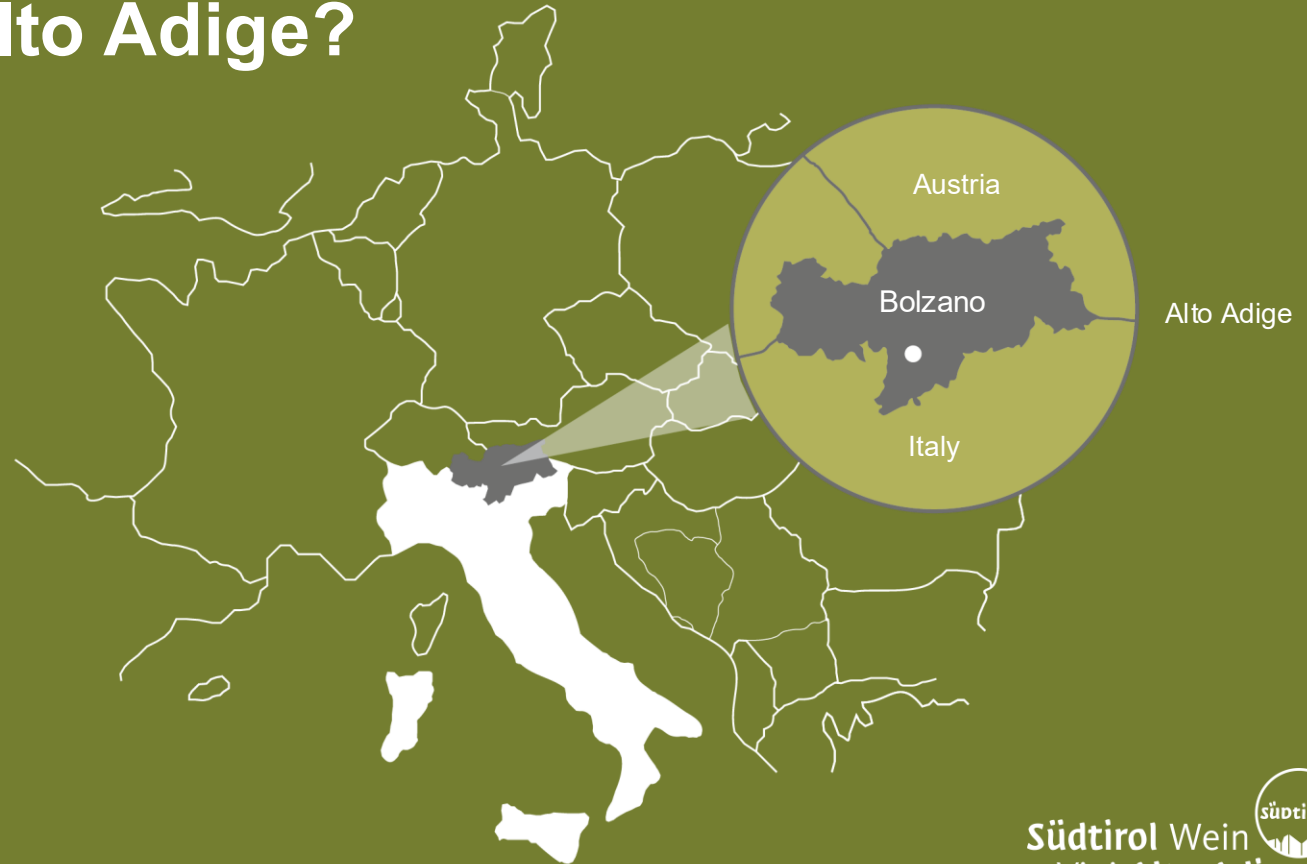 lto Adige?
Austria
Bolzano
Alto Adige
Italy
südti
Südtirol Wein